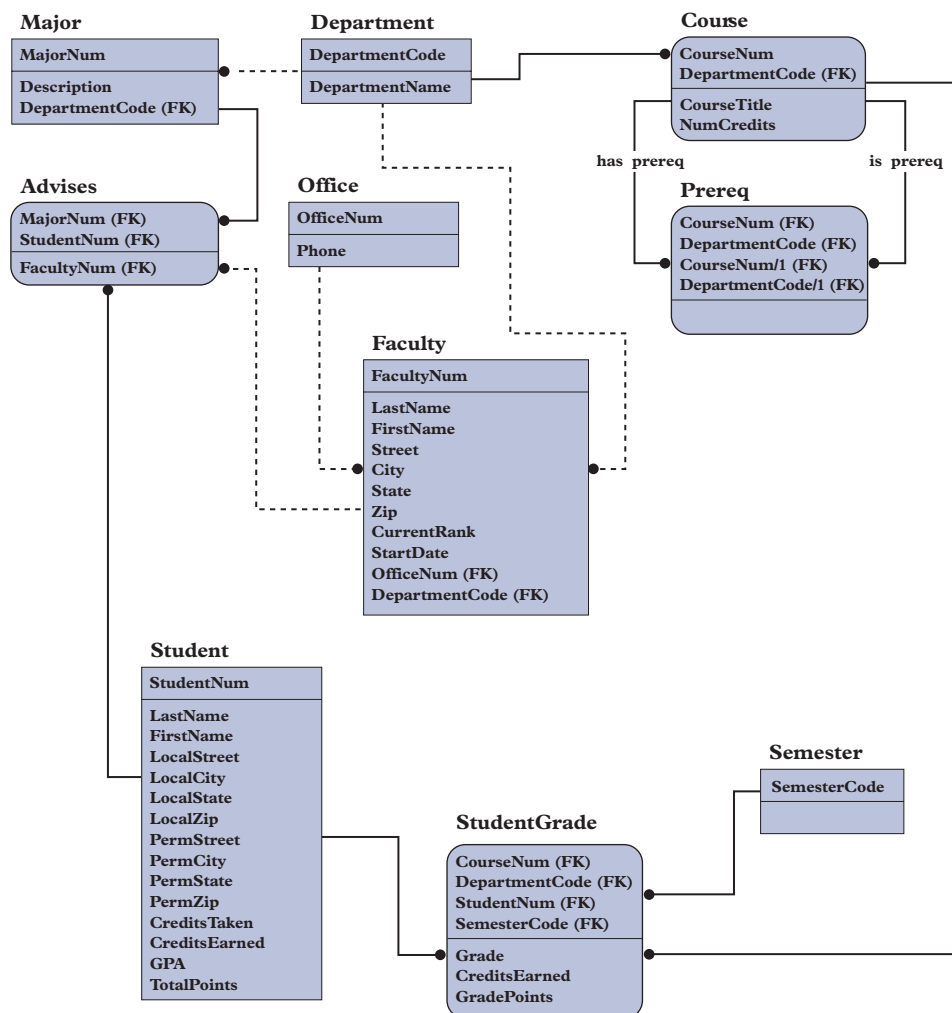 Major
MajorNum
Description
DepartmentCode (FK)
Department
DepartmentCode
DepartmentName
Course
CourseNum
DepartmentCode (FK)
CourseTitle
NumCredits
has prereq
is prereq
Advises
MajorNum (FK)
StudentNum (FK)
FacultyNum (FK)
Office
OfficeNum
Phone
Prereq
CourseNum (FK)
DepartmentCode (FK)
CourseNum/1 (FK)
DepartmentCode/1 (FK)
Faculty
FacultyNum
LastName
FirstName
Street
City
State
Zip
CurrentRank
StartDate
OfficeNum (FK)
DepartmentCode (FK)
Student
StudentNum
LastName
FirstName
LocalStreet
LocalCity
LocalState
LocalZip
PermStreet
PermCity
PermState
PermZip
CreditsTaken
CreditsEarned
GPA
TotalPoints
StudentGrade
CourseNum (FK)
DepartmentCode (FK)
StudentNum (FK)
SemesterCode (FK)
Grade
CreditsEarned
GradePoints
Semester
SemesterCode